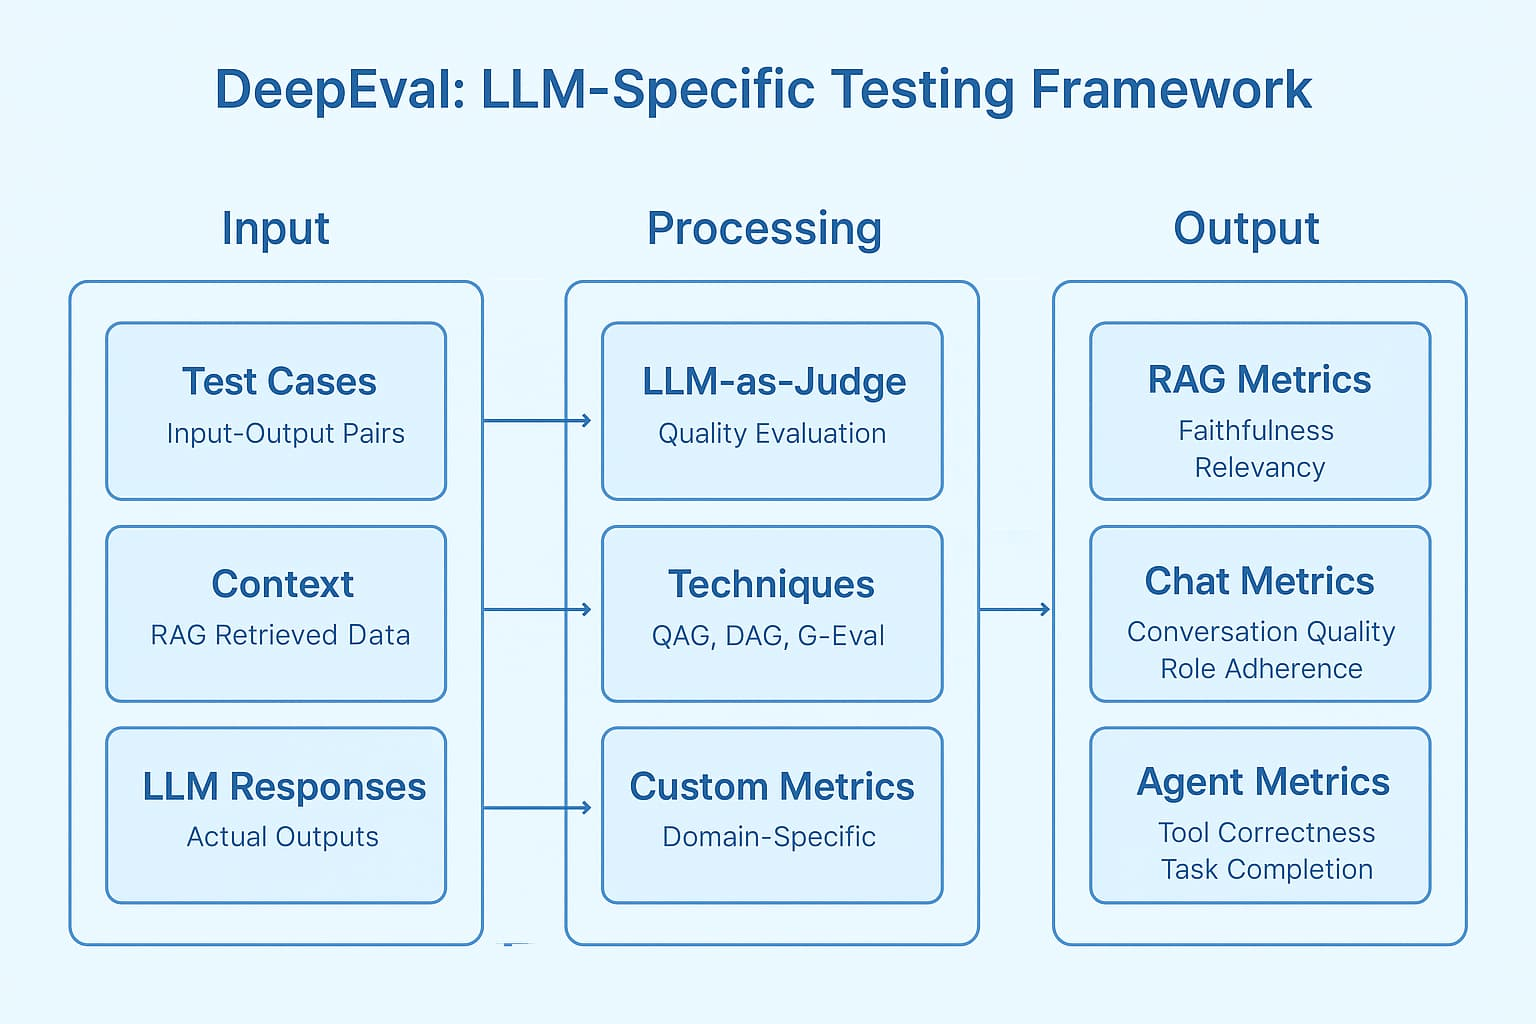 DeepEval: LLM-Specific Testing Framework
Input
Test Cases
Input-Output Pairs
Context
RAG Retrieved Data
LLM Responses
Actual Outputs
Processing
LLM-as-Judge
Quality Evaluation
Techniques
QAG, DAG, G-Eval
Custom Metrics
Domain-Specific
Output
RAG Metrics
Faithfulness
Relevancy
Chat Metrics
Conversation Quality
Role Adherence
Agent Metrics
Tool Correctness
Task Completion